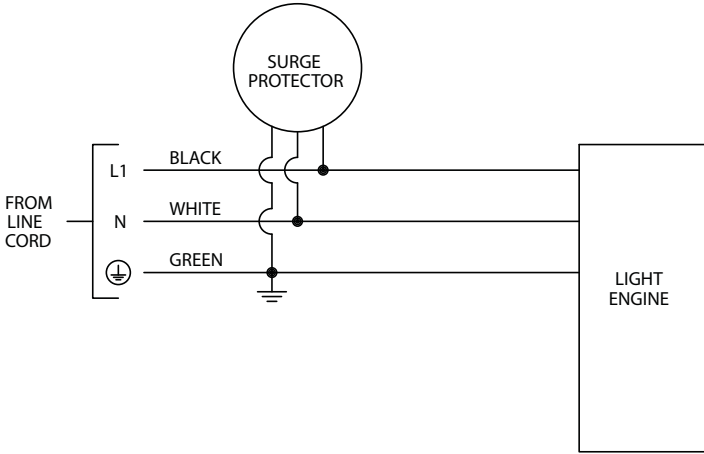 SURGE
PROTECTOR
L1
BLACK
FROM
LINE
CORD
N
WHITE
GREEN
LIGHT
ENGINE